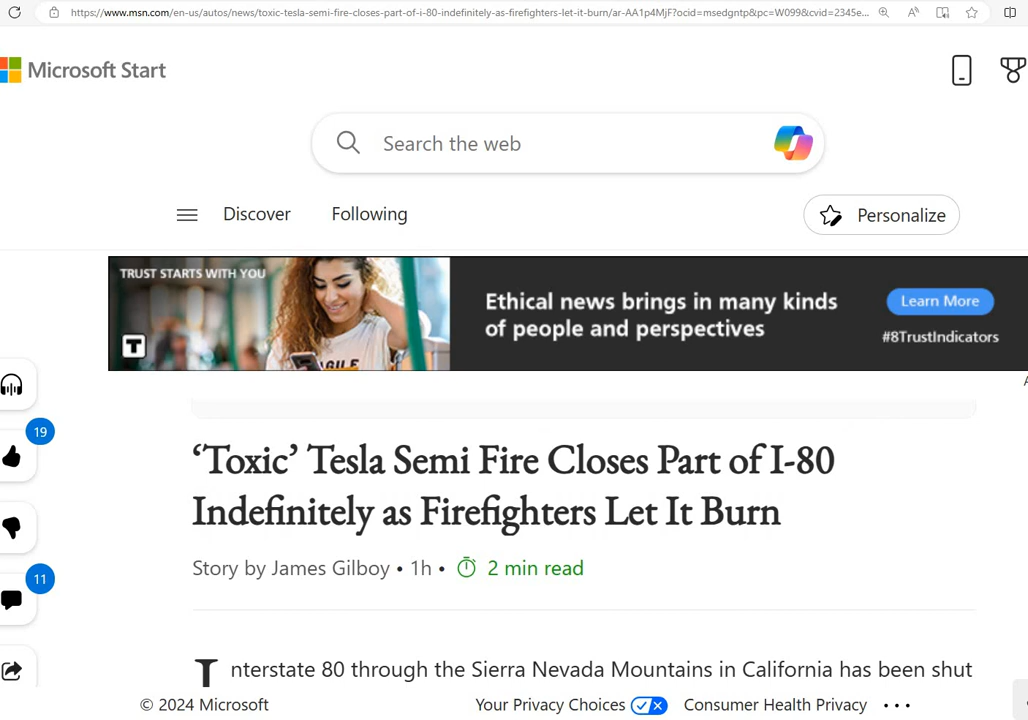 https://www.msn.com/en-us/autos/news/toxic-tesla-semi-fire-closes-part-of-i-80-indefinitely-as-firefighters-let-it-burn/ar-AA1p4MjF?ocid=msedgntp&pc=W099&cvid=2345e...
Microsoft Start
Search the web
Discover Following Personalize
TRUST STARTS WITH YOU
Ethical news brings in many kinds
of people and perspectives
Learn More
#8TrustIndicators
T
AGILE
19
‘Toxic’ Tesla Semi Fire Closes Part of I-80
Indefinitely as Firefighters Let It Burn
Story by James Gilboy • 1h • 2 min read
11
Interstate 80 through the Sierra Nevada Mountains in California has been shut
© 2024 Microsoft Your Privacy Choices Consumer Health Privacy •••